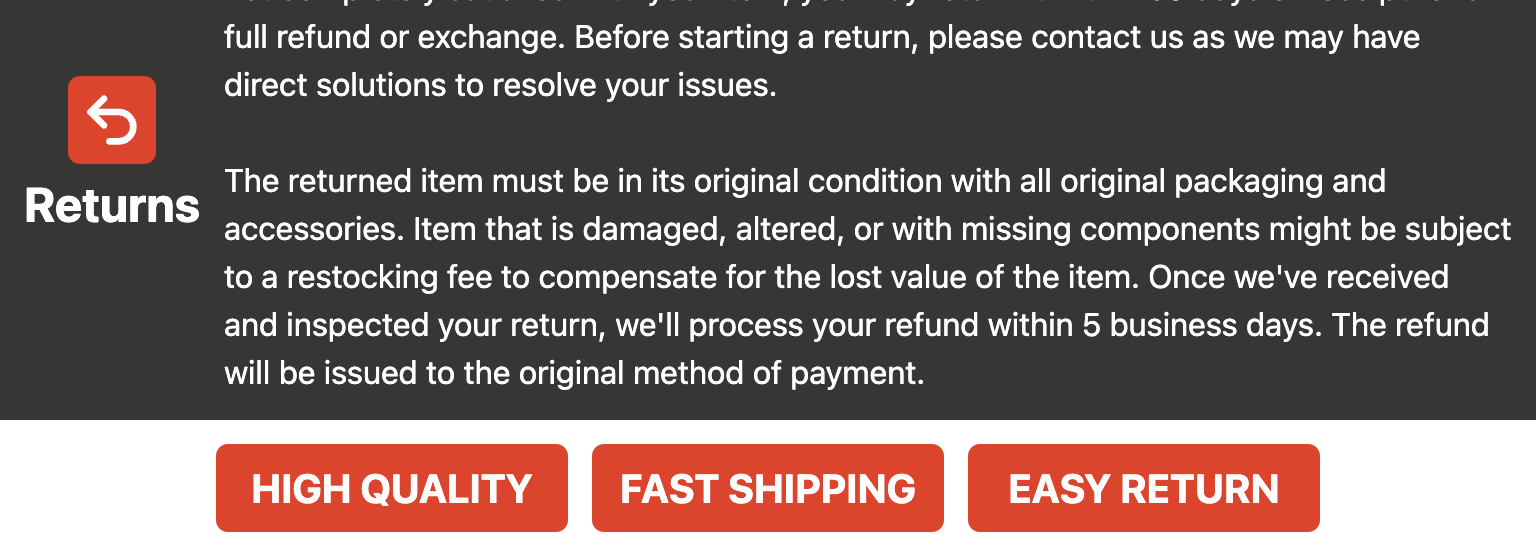 full refund or exchange. Before starting a return, please contact us as we may have
direct solutions to resolve your issues.
Returns
The returned item must be in its original condition with all original packaging and
accessories. Item that is damaged, altered, or with missing components might be subject
to a restocking fee to compensate for the lost value of the item. Once we've received
and inspected your return, we'll process your refund within 5 business days. The refund
will be issued to the original method of payment.
HIGH QUALITY
FAST SHIPPING
EASY RETURN